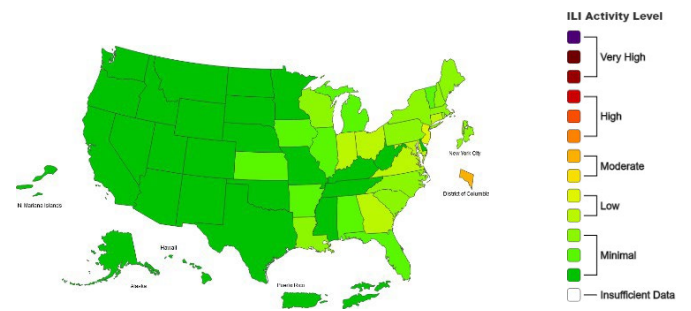 ILI Activity Level
Very High
High
Moderate
Low
Minimal
Insufficient Data
New York City
District of Columbia
N. Mariana Islands
Hawaii
Alaska
Puerto Rico